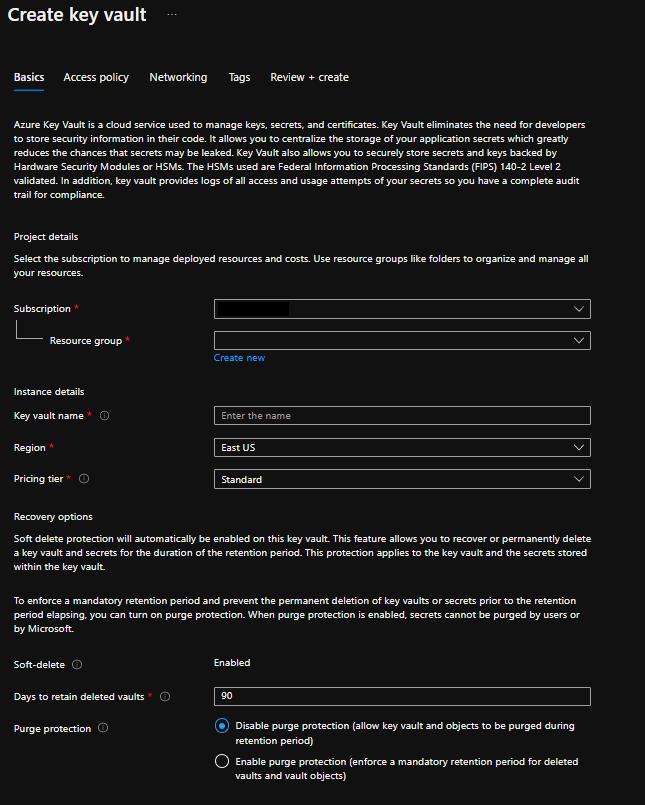 Create key vault ...
Basics Access policy Networking Tags Review + create
Azure Key Vault is a cloud service used to manage keys, secrets, and certificates. Key Vault eliminates the need for developers
to store security information in their code. It allows you to centralize the storage of your application secrets which greatly
reduces the chances that secrets may be leaked. Key Vault also allows you to securely store secrets and keys backed by
Hardware Security Modules or HSMs. The HSMs used are Federal Information Processing Standards (FIPS) 140-2 Level 2
validated. In addition, key vault provides logs of all access and usage attempts of your secrets so you have a complete audit
trail for compliance.
Project details
Select the subscription to manage deployed resources and costs. Use resource groups like folders to organize and manage all
your resources.
Subscription *
Resource group *
Create new
Instance details
Key vault name * Enter the name
Region * East US
Pricing tier * Standard
Recovery options
Soft delete protection will automatically be enabled on this key vault. This feature allows you to recover or permanently delete
a key vault and secrets for the duration of the retention period. This protection applies to the key vault and the secrets stored
within the key vault.
To enforce a mandatory retention period and prevent the permanent deletion of key vaults or secrets prior to the retention
period elapsing, you can turn on purge protection. When purge protection is enabled, secrets cannot be purged by users or
by Microsoft.
Soft-delete Enabled
Days to retain deleted vaults * 90
Purge protection Disable purge protection (allow key vault and objects to be purged during
retention period)
Enable purge protection (enforce a mandatory retention period for deleted
vaults and vault objects)